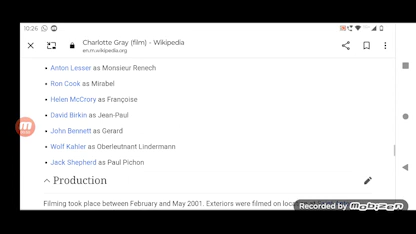 10:26
Charlotte Gray (film) - Wikipedia
en.m.wikipedia.org
• Anton Lesser as Monsieur Renech
• Ron Cook as Mirabel
• Helen McCrory as Françoise
• David Birkin as Jean-Paul
• John Bennett as Gerard
• Wolf Kahler as Oberleutnant Lindermann
• Jack Shepherd as Paul Pichon
Production
Filming took place between February and May 2001. Exteriors were filmed on
Recorded by Mobizen